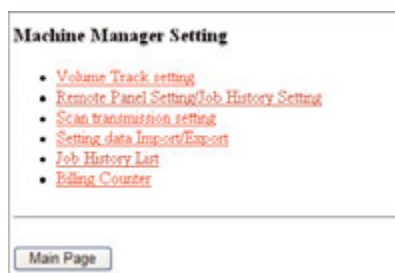 Machine Manager Setting
Volume Track setting
Remote Panel Setting/Job History Setting
Scan transmission setting
Setting data Import/Export
Job History List
Billing Counter
Main Page